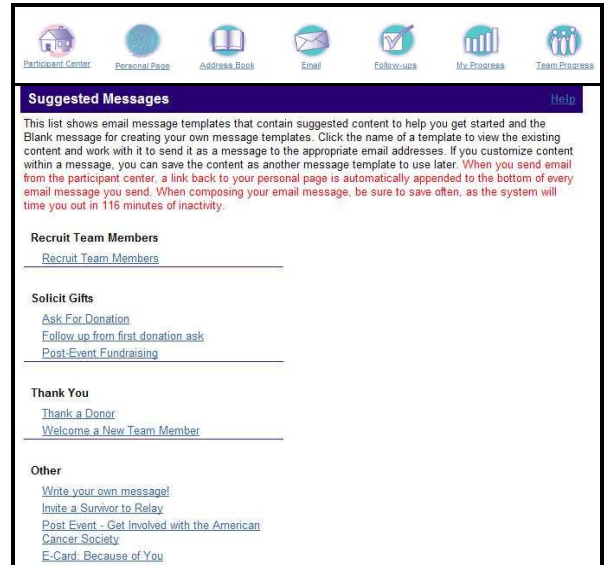 Participant Center Personal Page Address Book Email Follow-ups My Progress Team Progress
Suggested Messages Help
This list shows email message templates that contain suggested content to help you get started and the
Blank message for creating your own message templates. Click the name of a template to view the existing
content and work with it to send it as a message to the appropriate email addresses. If you customize content
within a message, you can save the content as another message template to use later. When you send email
from the participant center, a link back to your personal page is automatically appended to the bottom of every
email message you send. When composing your email message, be sure to save often, as the system will
time you out in 116 minutes of inactivity.
Recruit Team Members
Recruit Team Members
Solicit Gifts
Ask For Donation
Follow up from first donation ask
Post-Event Fundraising
Thank You
Thank a Donor
Welcome a New Team Member
Other
Write your own message!
Invite a Survivor to Relay
Post Event - Get Involved with the American
Cancer Society
E-Card: Because of You